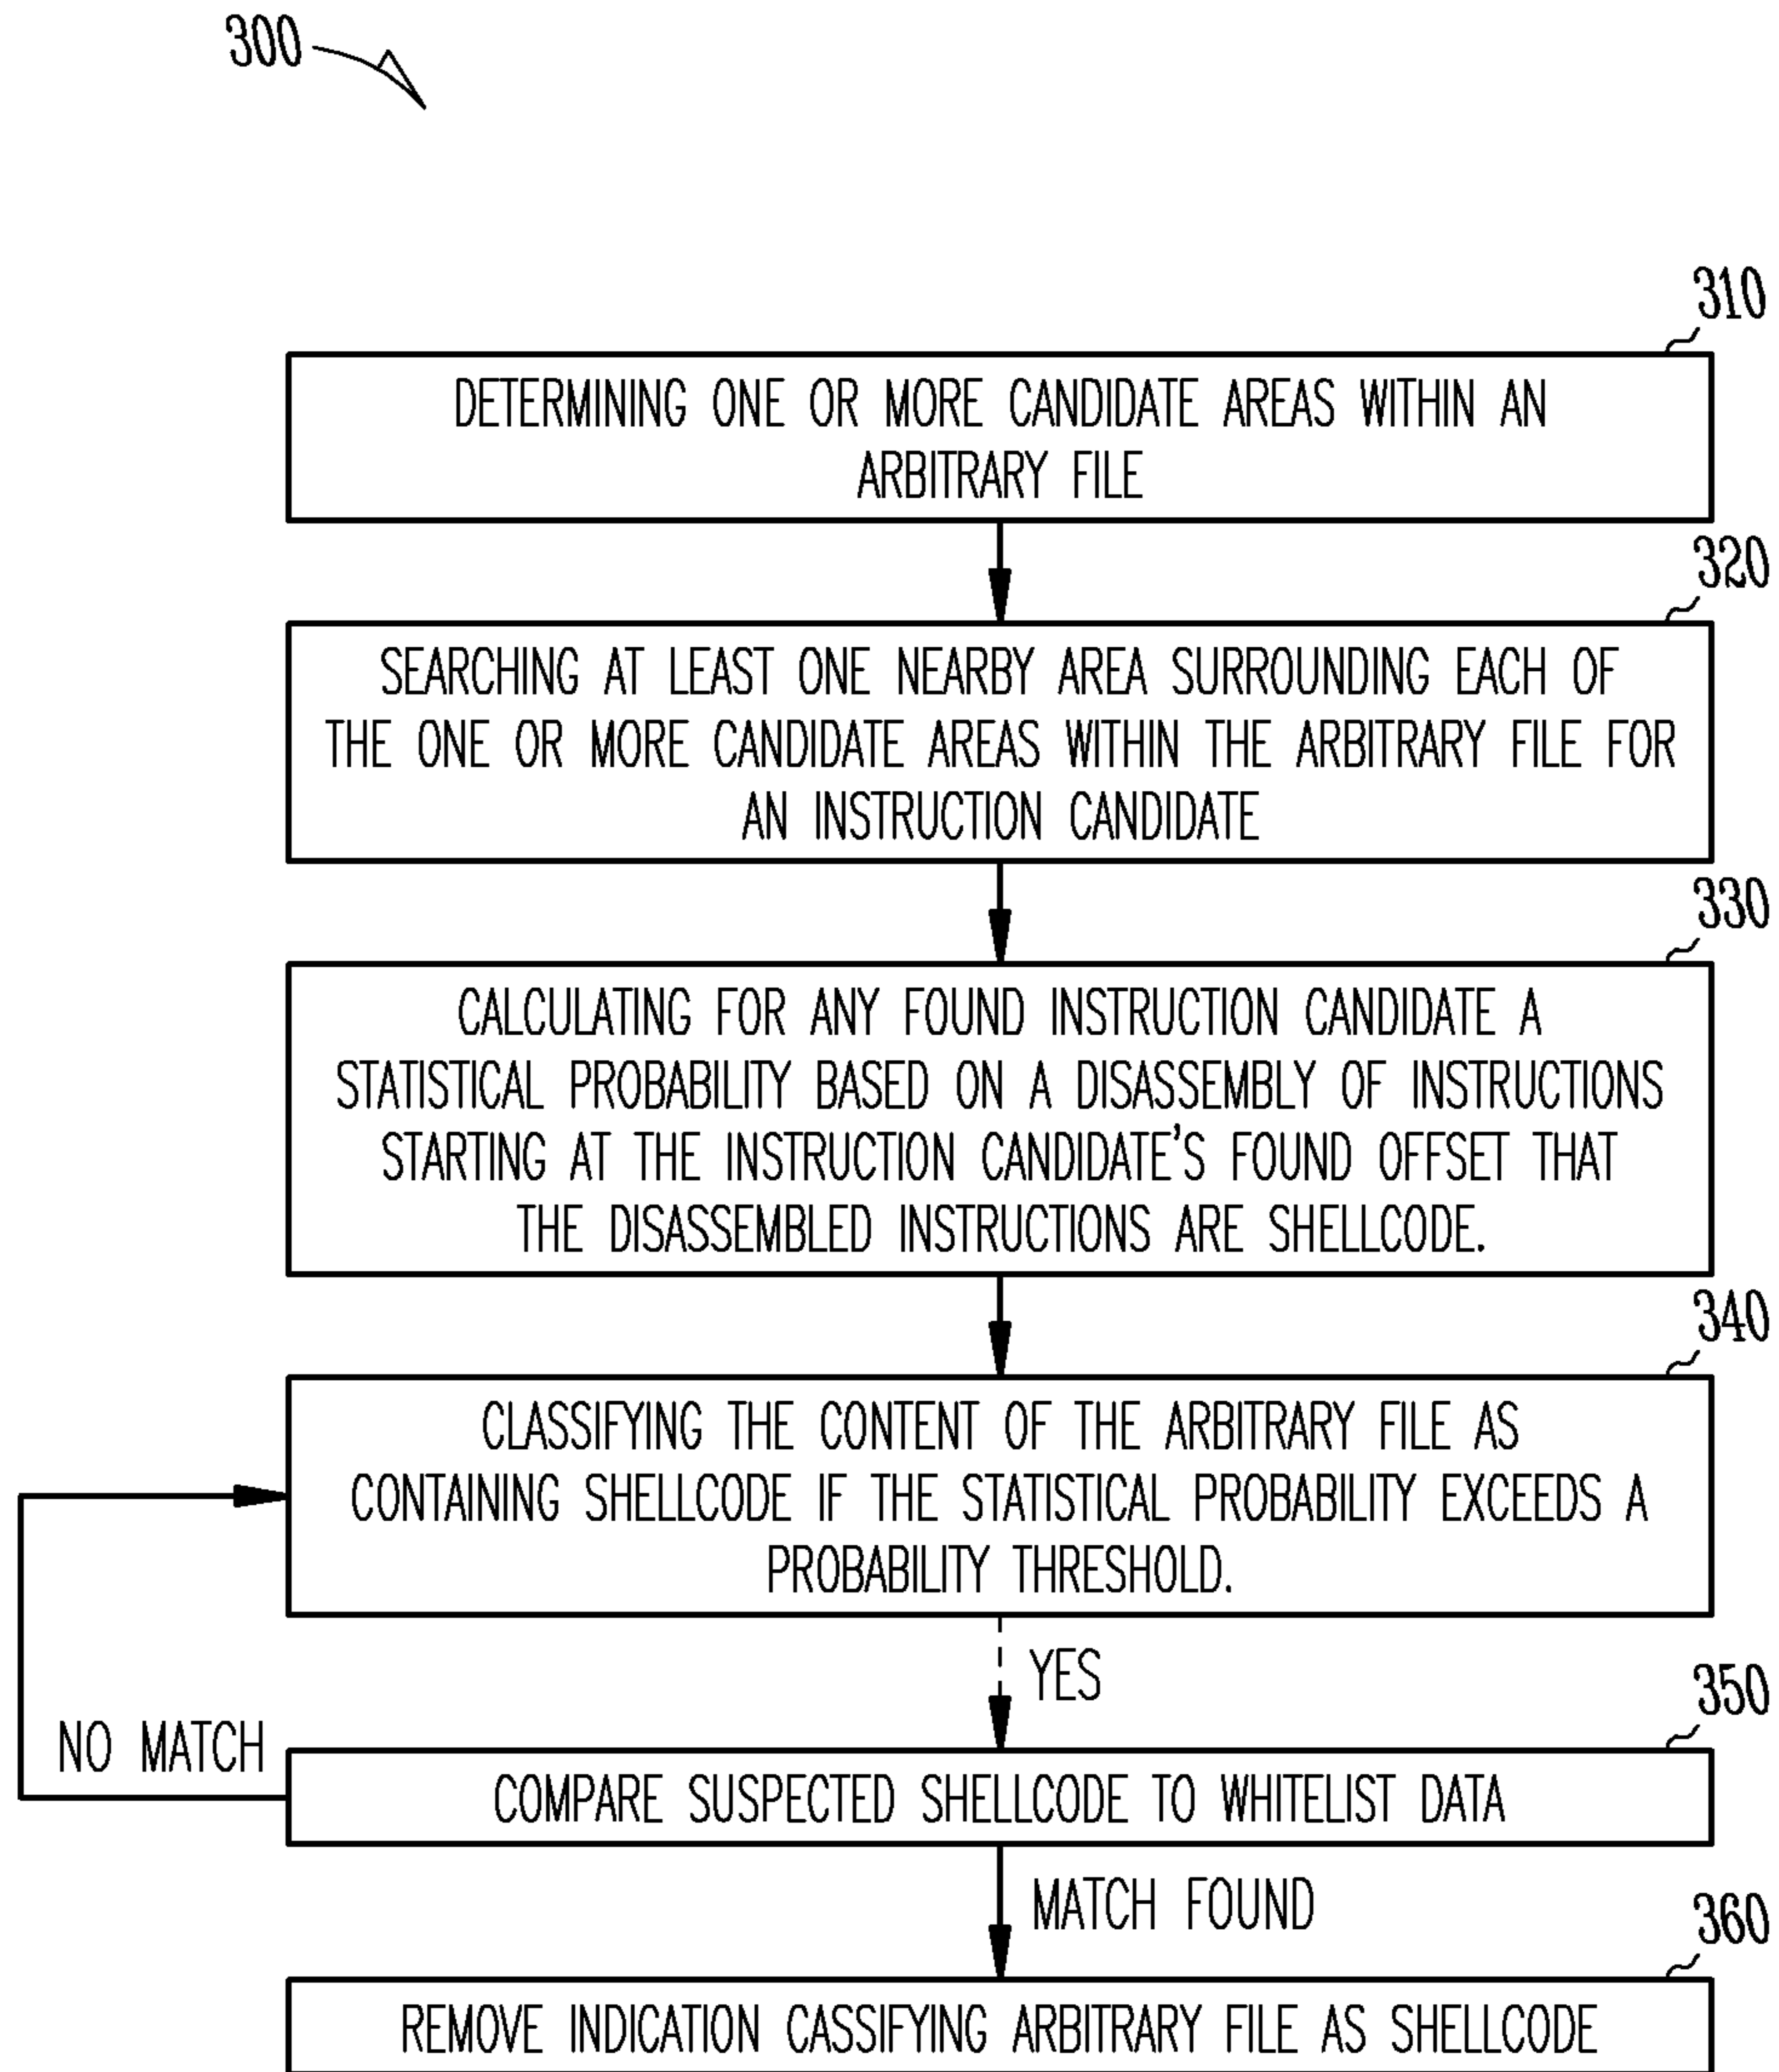 300
310
DETERMINING ONE OR MORE CANDIDATE AREAS WITHIN AN
ARBITRARY FILE
320
SEARCHING AT LEAST ONE NEARBY AREA SURROUNDING EACH OF
THE ONE OR MORE CANDIDATE AREAS WITHIN THE ARBITRARY FILE FOR
AN INSTRUCTION CANDIDATE
330
CALCULATING FOR ANY FOUND INSTRUCTION CANDIDATE A
STATISTICAL PROBABILITY BASED ON A DISASSEMBLY OF INSTRUCTIONS
STARTING AT THE INSTRUCTION CANDIDATE'S FOUND OFFSET THAT
THE DISASSEMBLED INSTRUCTIONS ARE SHELLCODE.
340
CLASSIFYING THE CONTENT OF THE ARBITRARY FILE AS
CONTAINING SHELLCODE IF THE STATISTICAL PROBABILITY EXCEEDS A
PROBABILITY THRESHOLD.
YES
350
NO MATCH
COMPARE SUSPECTED SHELLCODE TO WHITELIST DATA
MATCH FOUND
360
REMOVE INDICATION CASSIFYING ARBITRARY FILE AS SHELLCODE